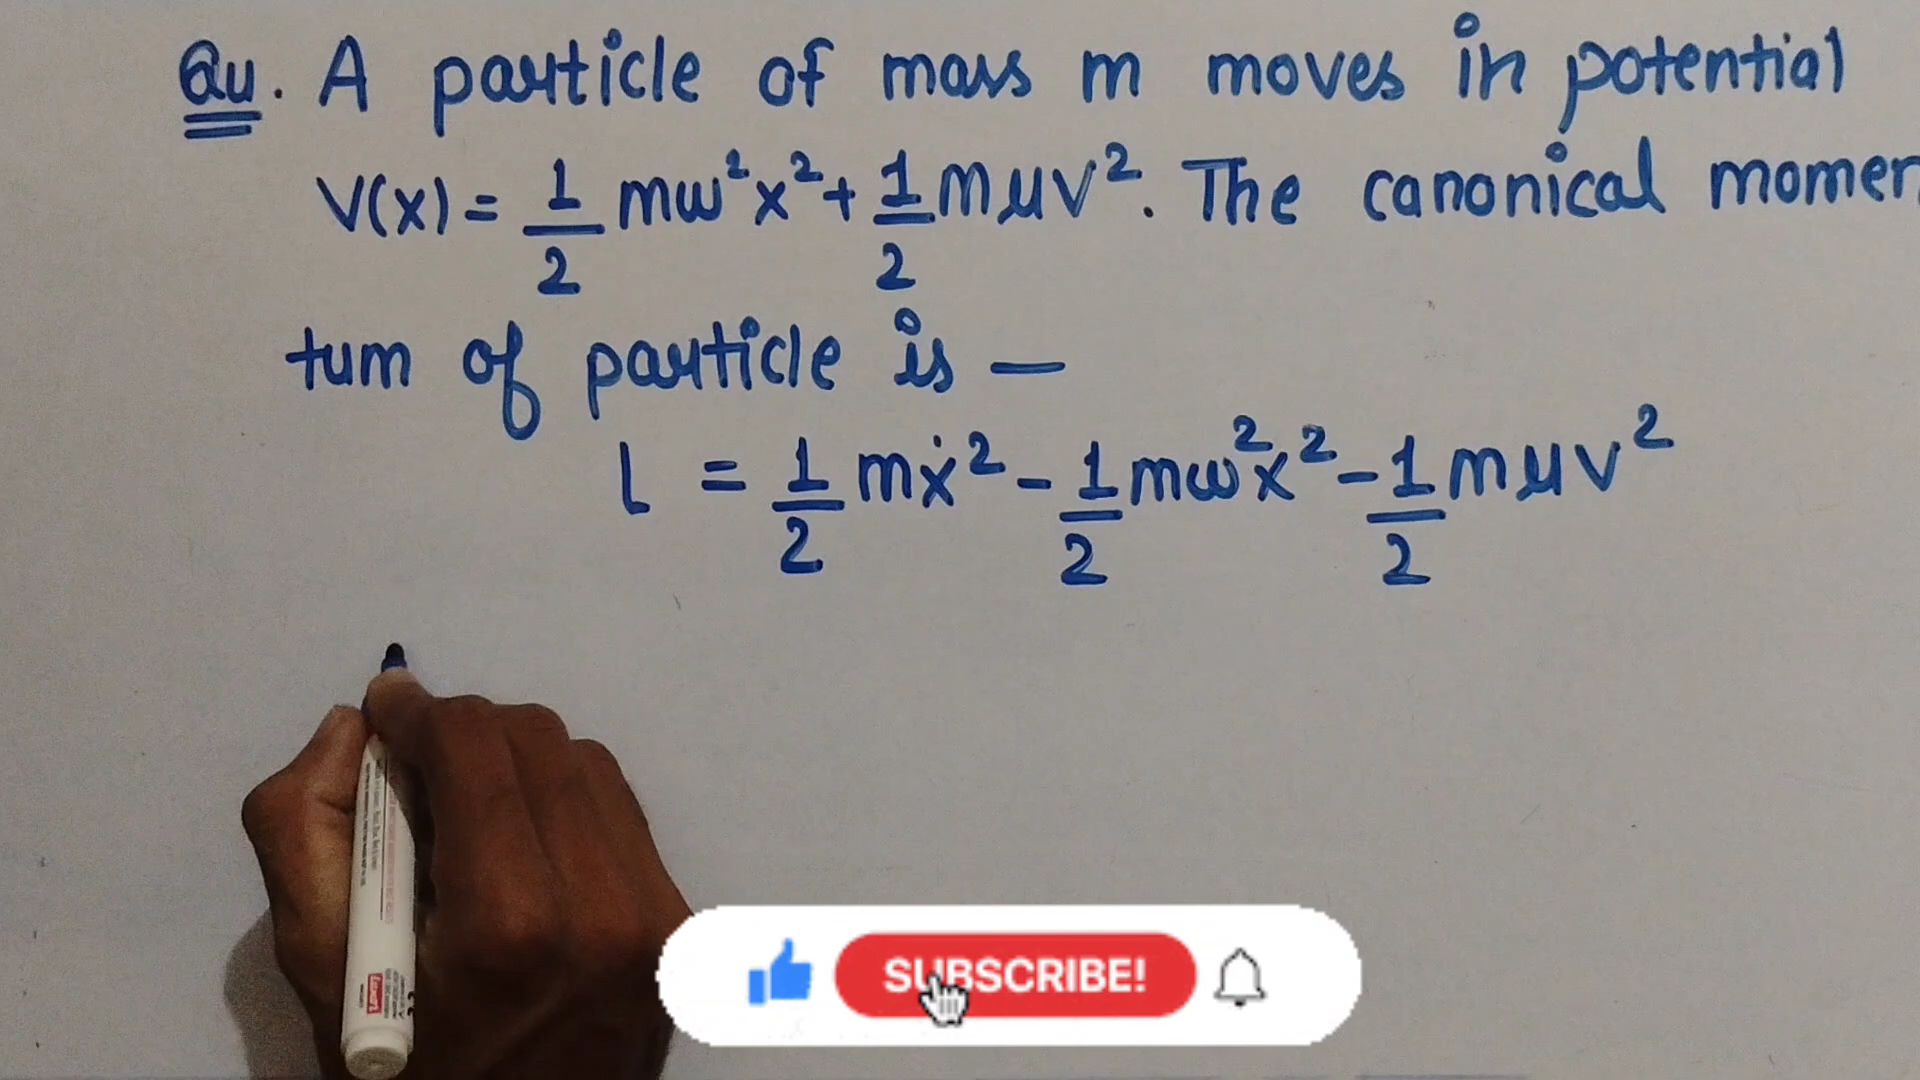 Qu. A particle of mass m moves in potential
V(x) = 1/2 mω²x² + 1/2 mμv². The canonical momen
tum of particle is —
L = 1/2 mẋ² - 1/2 mω²x² - 1/2 mμv²
SUBSCRIBE!